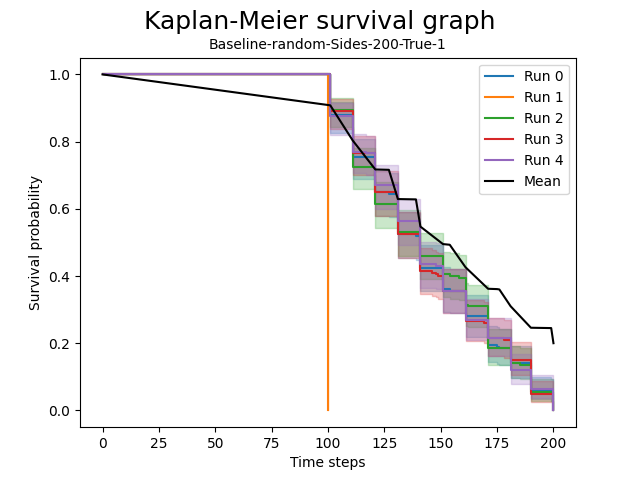 Kaplan-Meier survival graph
Baseline-random-Sides-200-True-1
Run 0
Run 1
Run 2
Run 3
Run 4
Mean
Survival probability
1.0
0.8
0.6
0.4
0.2
0.0
0 25 50 75 100 125 150 175 200
Time steps